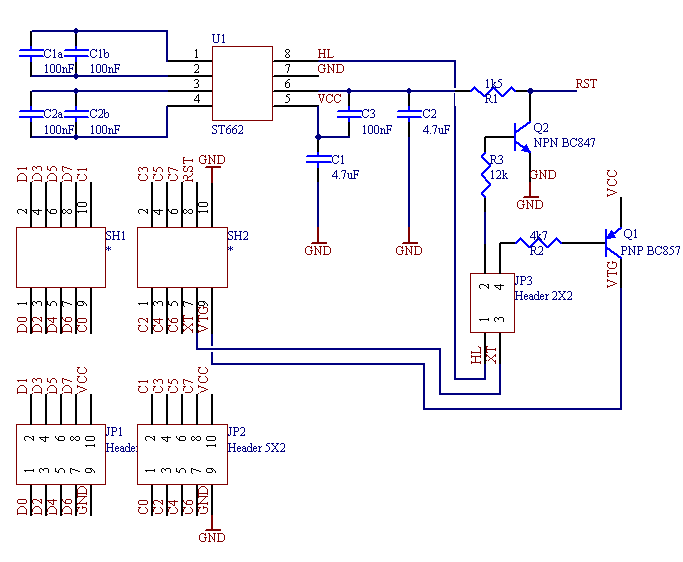 U1
C1a
C1b
100nF
100nF
1
2
3
4
8
7
6
5
HL
GND
VCC
C2a
C2b
100nF
100nF
ST662
C3
100nF
C2
4.7uF
C1
4.7uF
GND
GND
1k5
R1
RST
Q2
NPN BC847
R3
12k
GND
GND
VCC
4k7
R2
Q1
PNP BC857
VTG
JP3
Header 2X2
2
4
1
3
HL
XT
D1
D3
D5
D7
C1
2
4
6
8
10
SH1
*
1
3
5
7
9
D0
D2
D4
D6
C0
GND
C3
C5
C7
RST
2
4
6
8
10
SH2
*
1
3
5
7
9
C2
C4
C6
XT
VTG
D1
D3
D5
D7
VCC
2
4
6
8
10
JP1
Header
1
3
5
7
9
D0
D2
D4
D6
GND
C1
C3
C5
C7
VCC
2
4
6
8
10
JP2
Header 5X2
1
3
5
7
9
C0
C2
C4
C6
GND
GND